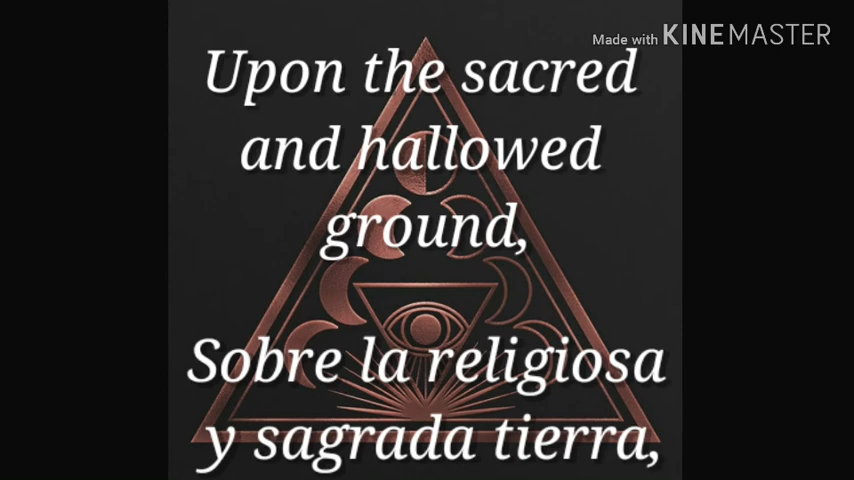 Made with KINEMASTER
Upon the sacred
and hallowed
ground,
Sobre la religiosa
y sagrada tierra,